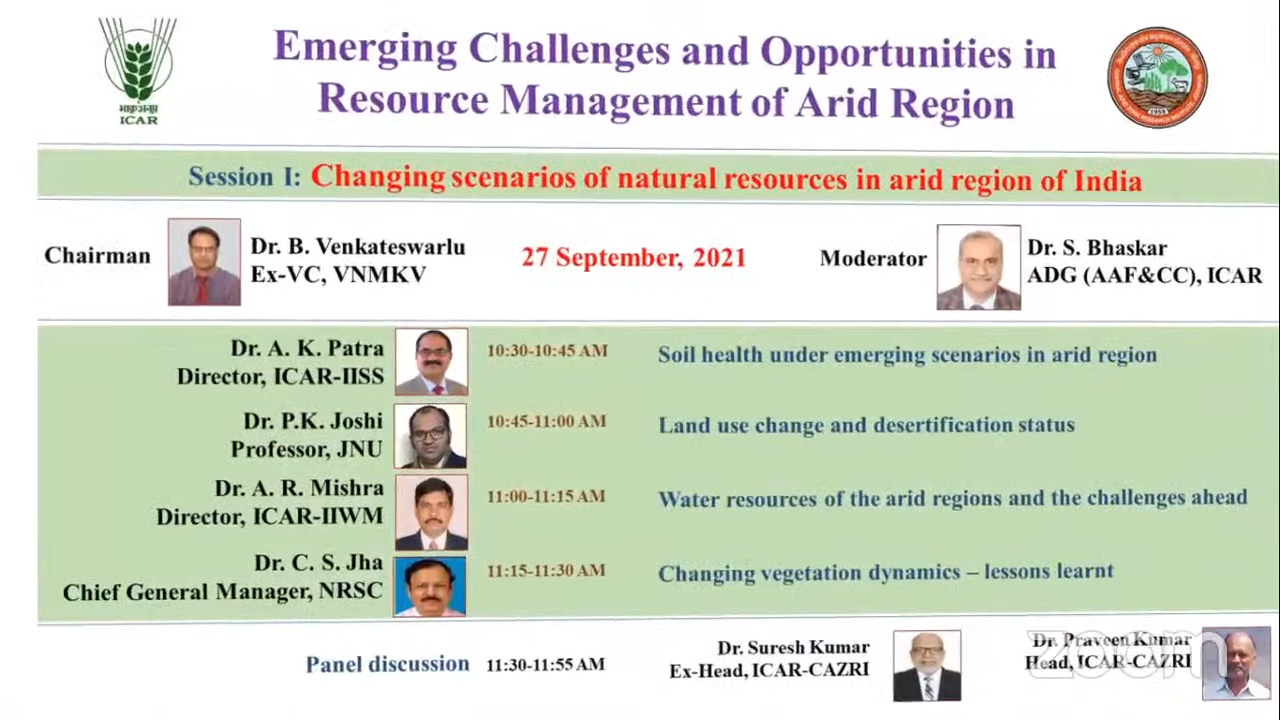 Emerging Challenges and Opportunities in
Resource Management of Arid Region
भाकृअनुप
ICAR
1959
Session I: Changing scenarios of natural resources in arid region of India
Chairman
Dr. B. Venkateswarlu
Ex-VC, VNMKV
27 September, 2021
Moderator
Dr. S. Bhaskar
ADG (AAF&CC), ICAR
Dr. A. K. Patra
Director, ICAR-IISS
10:30-10:45 AM
Soil health under emerging scenarios in arid region
Dr. P.K. Joshi
Professor, JNU
10:45-11:00 AM
Land use change and desertification status
Dr. A. R. Mishra
Director, ICAR-IIWM
11:00-11:15 AM
Water resources of the arid regions and the challenges ahead
Dr. C. S. Jha
Chief General Manager, NRSC
11:15-11:30 AM
Changing vegetation dynamics – lessons learnt
Panel discussion
11:30-11:55 AM
Dr. Suresh Kumar
Ex-Head, ICAR-CAZRI
Dr. Praveen Kumar
Head, ICAR-CAZRI
zoom